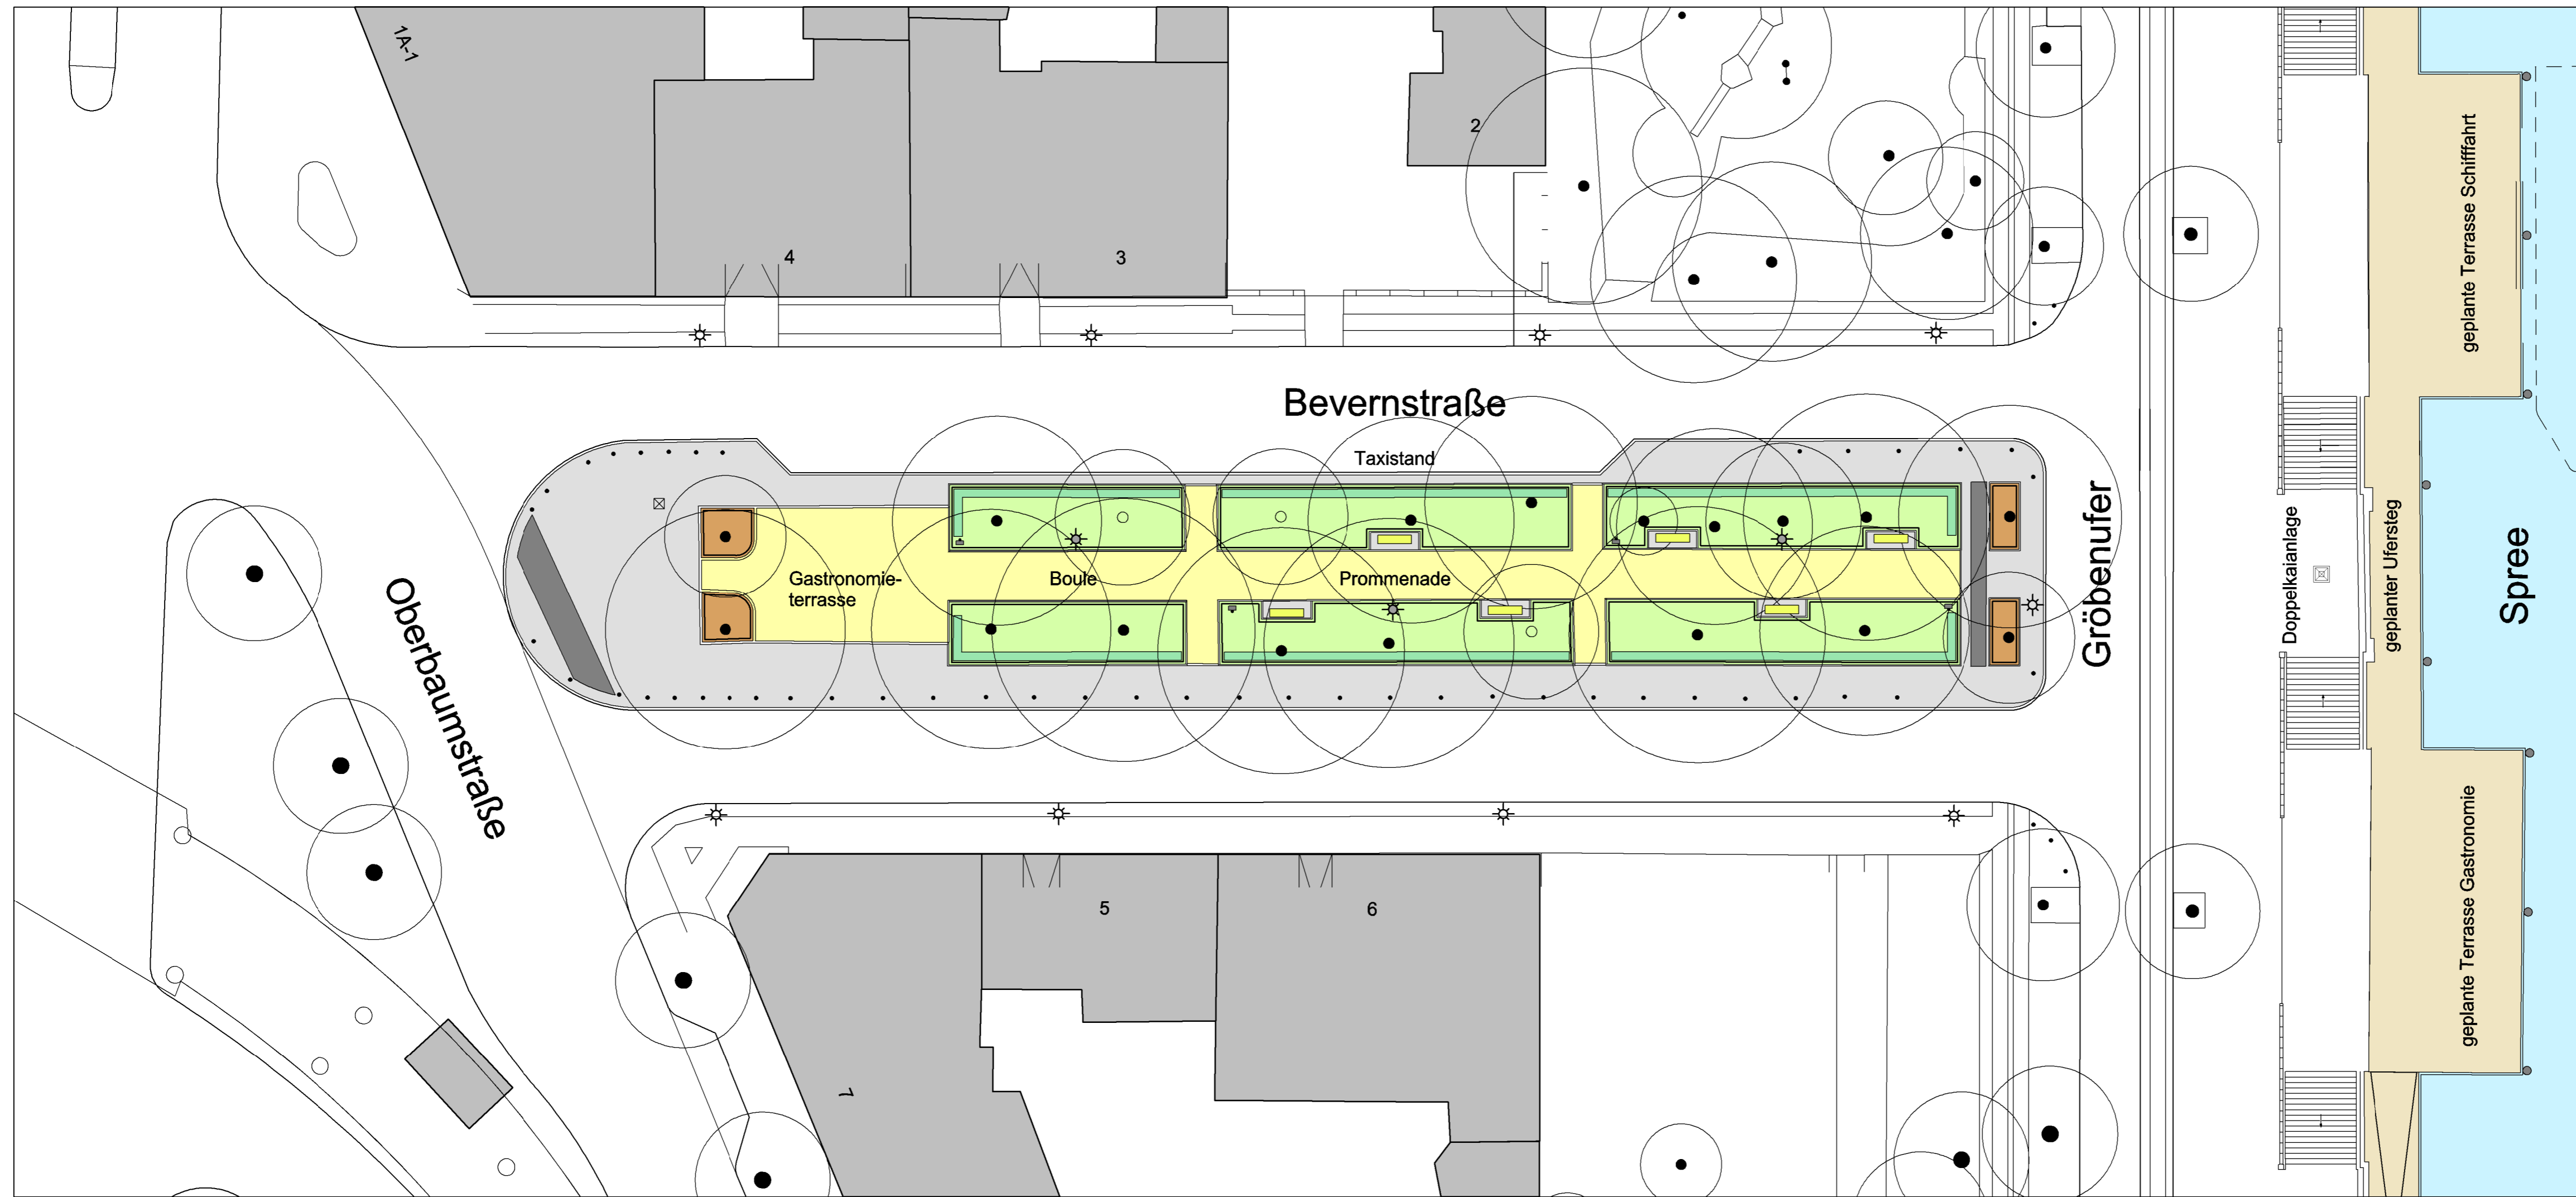 1A-1
2
4
3
Bevernstraße
Taxistand
Gastronomie-
terrasse
Boule
Prommenade
Oberbaumstraße
Gröbenufer
Doppelkaianlage
geplanter Ufersteg
geplante Terrasse Schifffahrt
geplante Terrasse Gastronomie
Spree
5
6
7